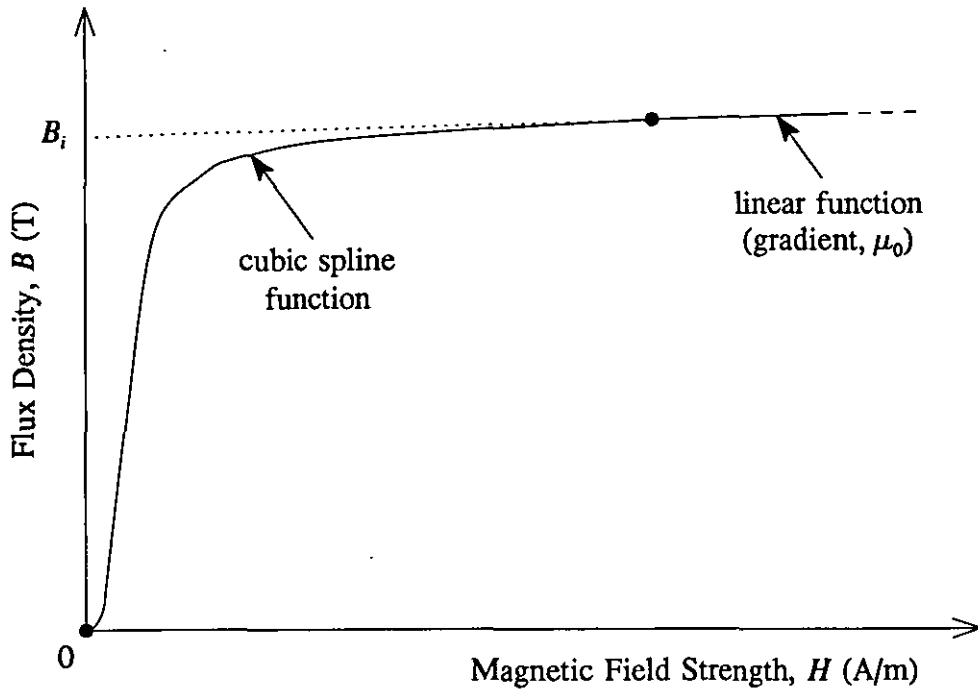 B_i
Flux Density, B (T)
cubic spline
function
linear function
(gradient, μ₀)
0
Magnetic Field Strength, H (A/m)